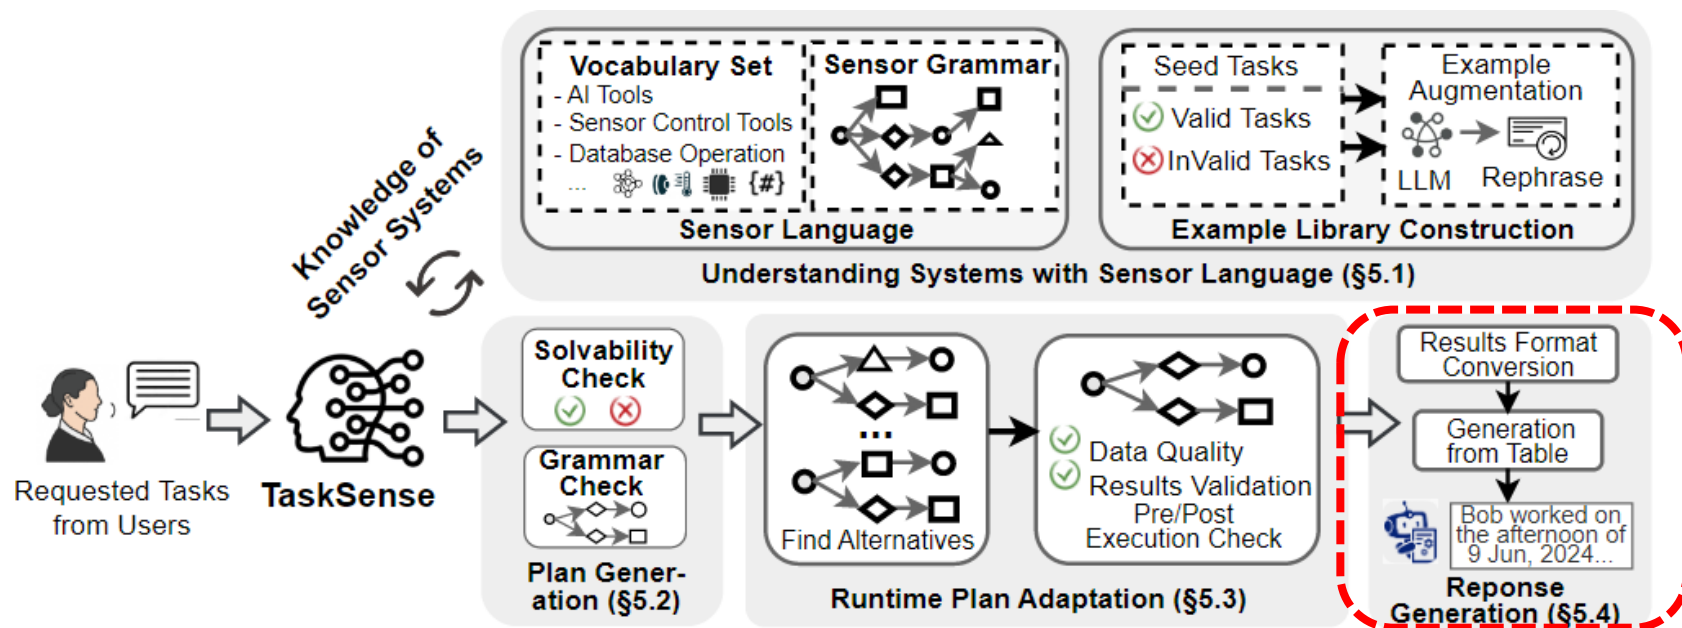 Vocabulary Set
- AI Tools
- Sensor Control Tools
- Database Operation
...
{#}
Sensor Grammar
Sensor Language
Seed Tasks
Valid Tasks
InValid Tasks
Example
Augmentation
LLM
Rephrase
Example Library Construction
Understanding Systems with Sensor Language (§5.1)
Knowledge of
Sensor Systems
Requested Tasks
from Users
TaskSense
Solvability
Check
Grammar
Check
Plan Gener-
ation (§5.2)
...
Find Alternatives
Data Quality
Results Validation
Pre/Post
Execution Check
Runtime Plan Adaptation (§5.3)
Results Format
Conversion
Generation
from Table
Bob worked on
the afternoon of
9 Jun, 2024...
Reponse
Generation (§5.4)